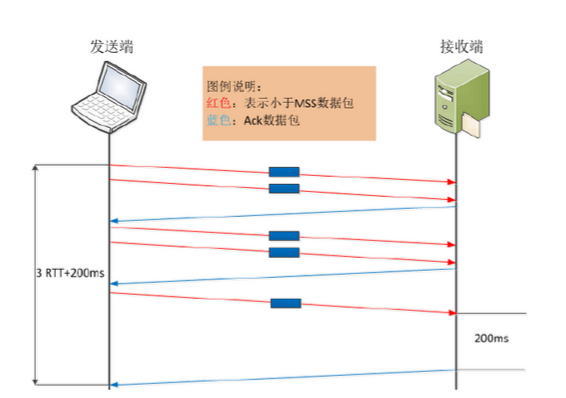 发送端
接收端
图例说明：
红色：表示小于MSS数据包
蓝色：Ack数据包
3 RTT+200ms
200ms